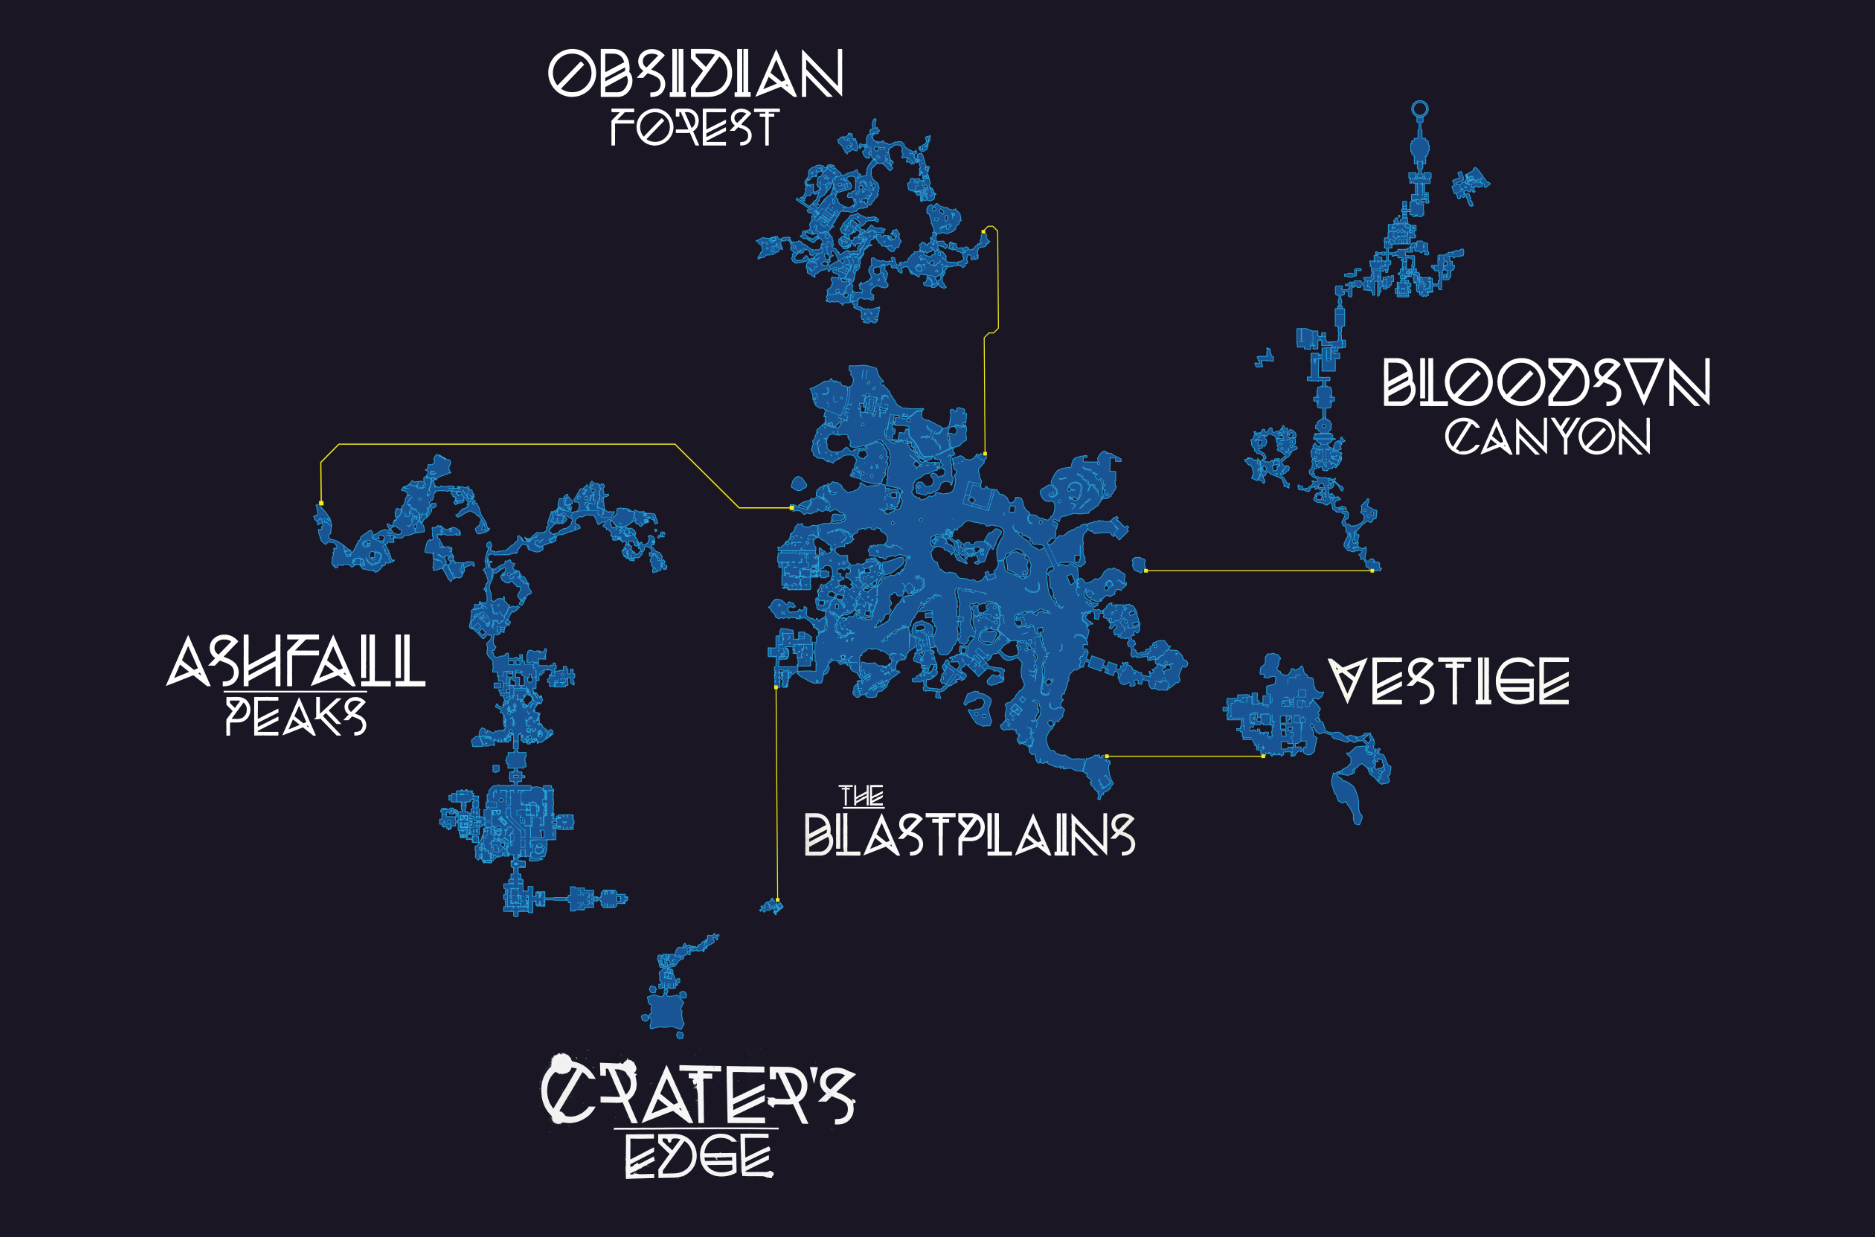 OBSIDIAN
FOREST
BLOODSUN
CANYON
ASHFALL
PEAKS
VESTIGE
THE
BLASTPLAINS
CRATER'S
EDGE